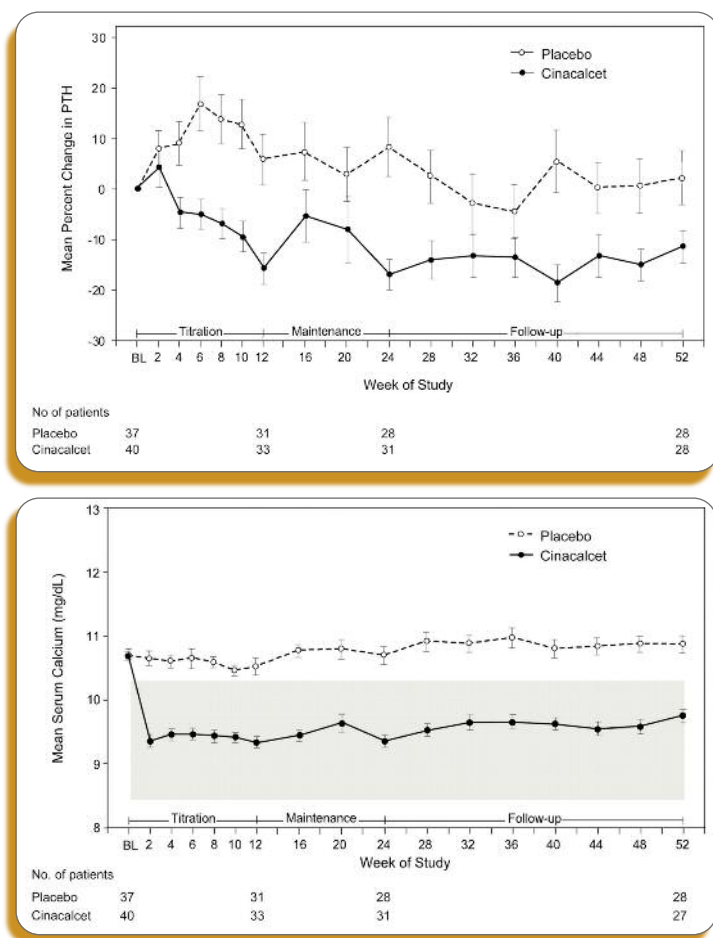 30
20
10
0
-10
-20
-30
Mean Percent Change in PTH
Placebo
Cinacalcet
Titration Maintenance Follow-up
BL 2 4 6 8 10 12 16 20 24 28 32 36 40 44 48 52
Week of Study
No of patients
Placebo 37 31 28 28
Cinacalcet 40 33 31 28
13
12
11
10
9
8
Mean Serum Calcium (mg/dL)
Placebo
Cinacalcet
Titration Maintenance Follow-up
BL 2 4 6 8 10 12 16 20 24 28 32 36 40 44 48 52
Week of Study
No. of patients
Placebo 37 31 28 28
Cinacalcet 40 33 31 27